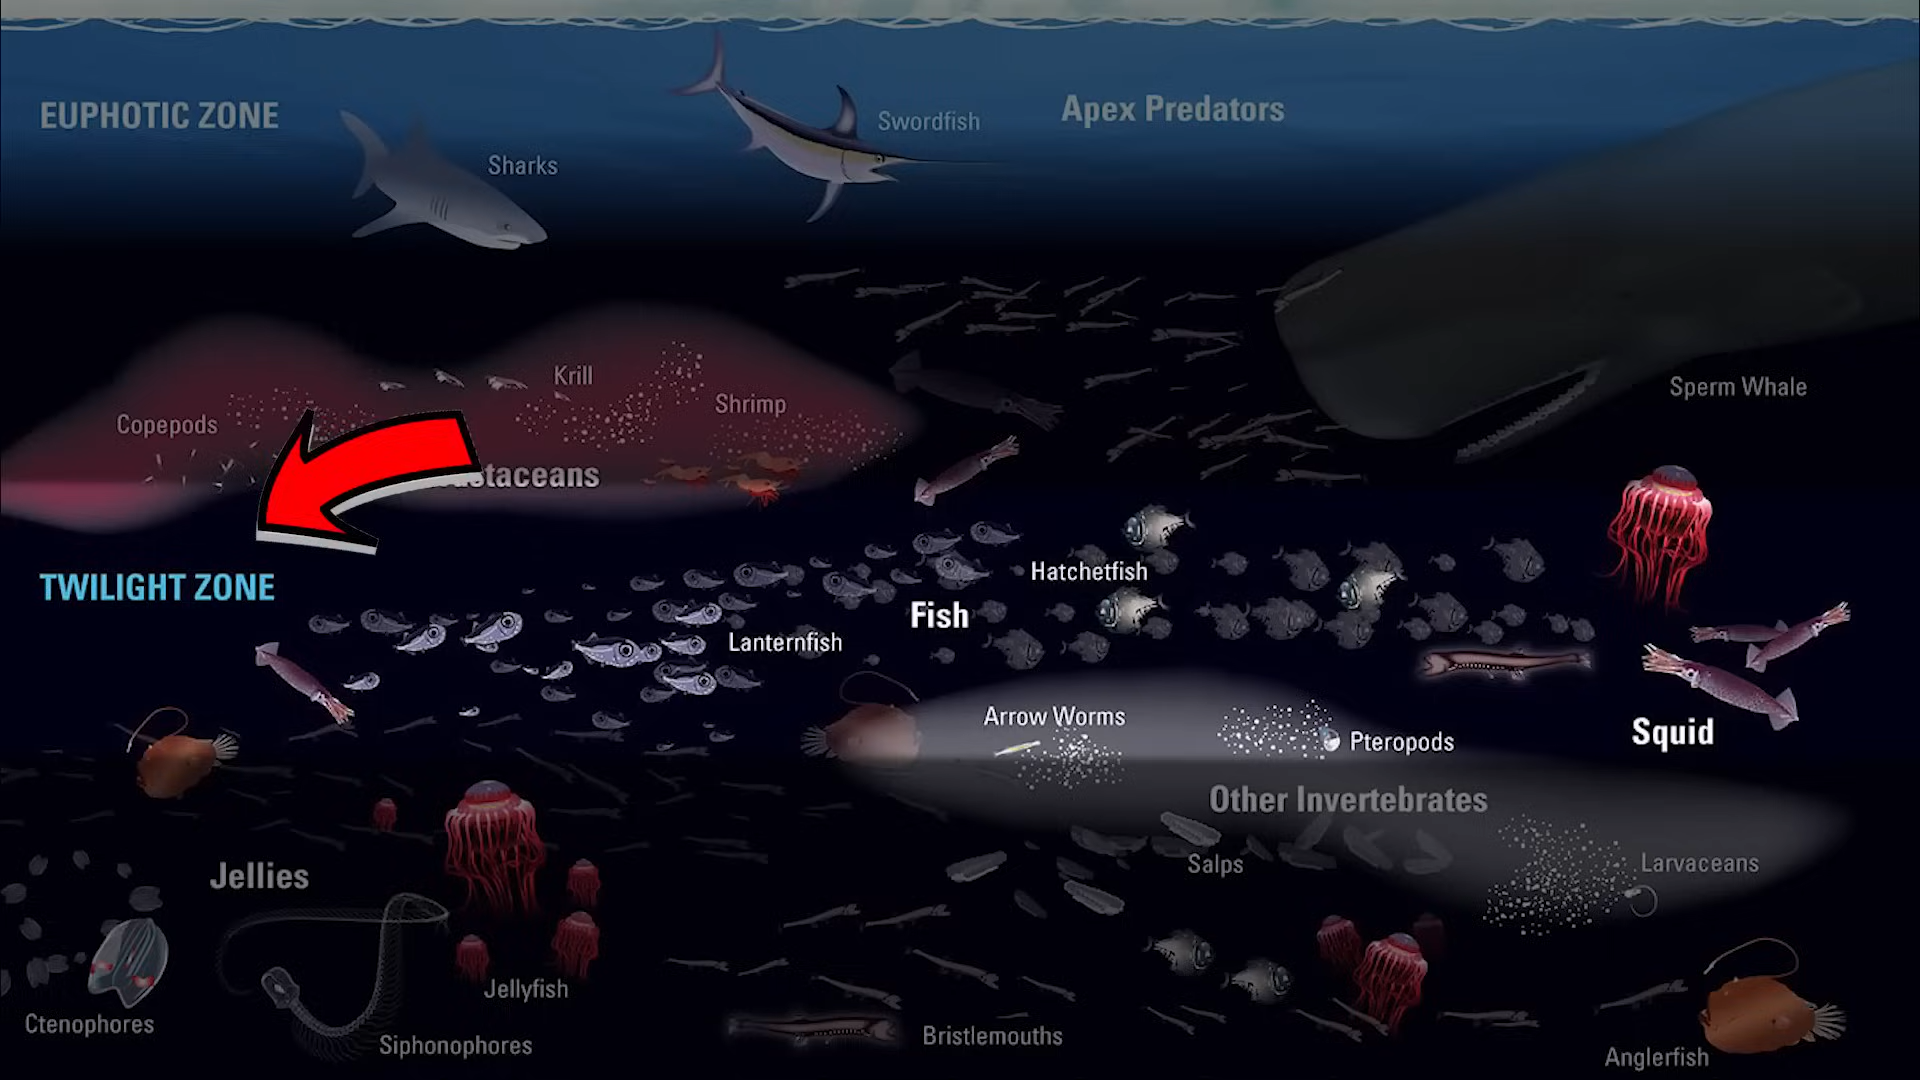 EUPHOTIC ZONE
Sharks
Swordfish
Apex Predators
Sperm Whale
Copepods
Krill
Shrimp
staceans
TWILIGHT ZONE
Hatchetfish
Fish
Lanternfish
Arrow Worms
Pteropods
Squid
Other Invertebrates
Salps
Larvaceans
Jellies
Jellyfish
Ctenophores
Siphonophores
Bristlemouths
Anglerfish